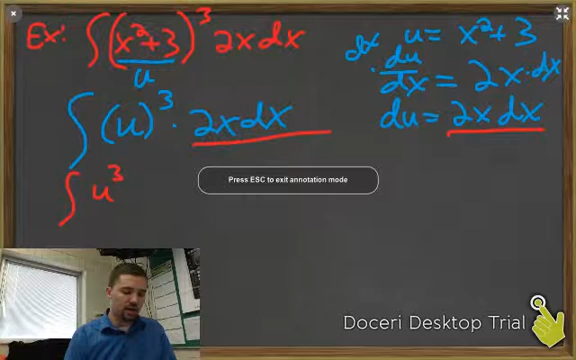 Ex: ∫(x²+3)³ 2x dx
u
∫(u)³ · 2x dx
∫ u³
u = x²+3
dx · du/dx = 2x · dx
du = 2x dx
Press ESC to exit annotation mode
Doceri Desktop Trial